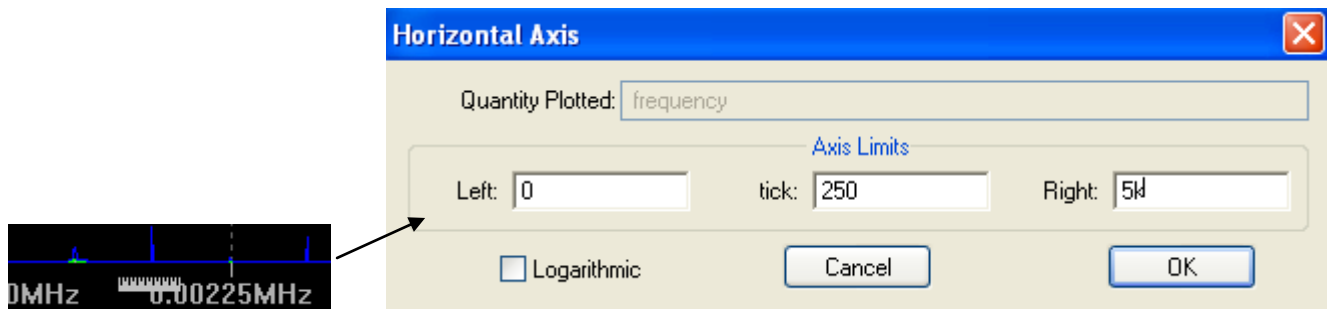 Horizontal Axis
Quantity Plotted: frequency
Axis Limits
Left: 0 tick: 250 Right: 5k
Logarithmic Cancel OK
0MHz 0.00225MHz